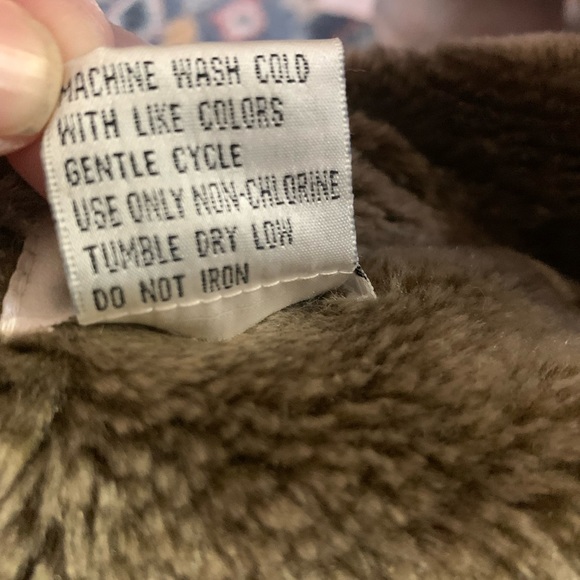 MACHINE WASH COLD
WITH LIKE COLORS
GENTLE CYCLE
USE ONLY NON-CHLORINE
TUMBLE DRY LOW
DO NOT IRON